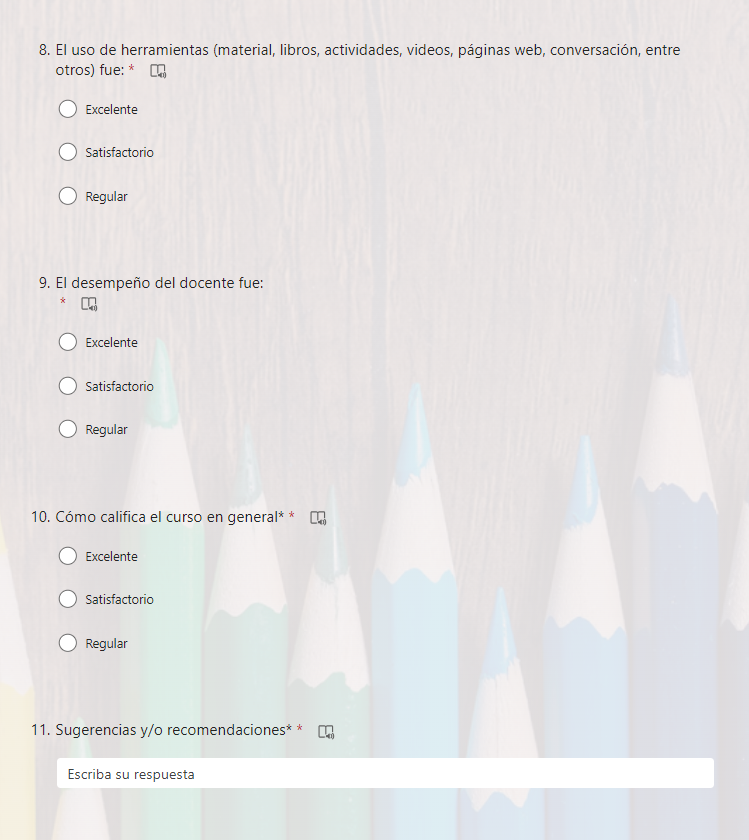 8. El uso de herramientas (material, libros, actividades, videos, páginas web, conversación, entre
otros) fue: *
Excelente
Satisfactorio
Regular
9. El desempeño del docente fue:
*
Excelente
Satisfactorio
Regular
10. Cómo califica el curso en general* *
Excelente
Satisfactorio
Regular
11. Sugerencias y/o recomendaciones* *
Escriba su respuesta